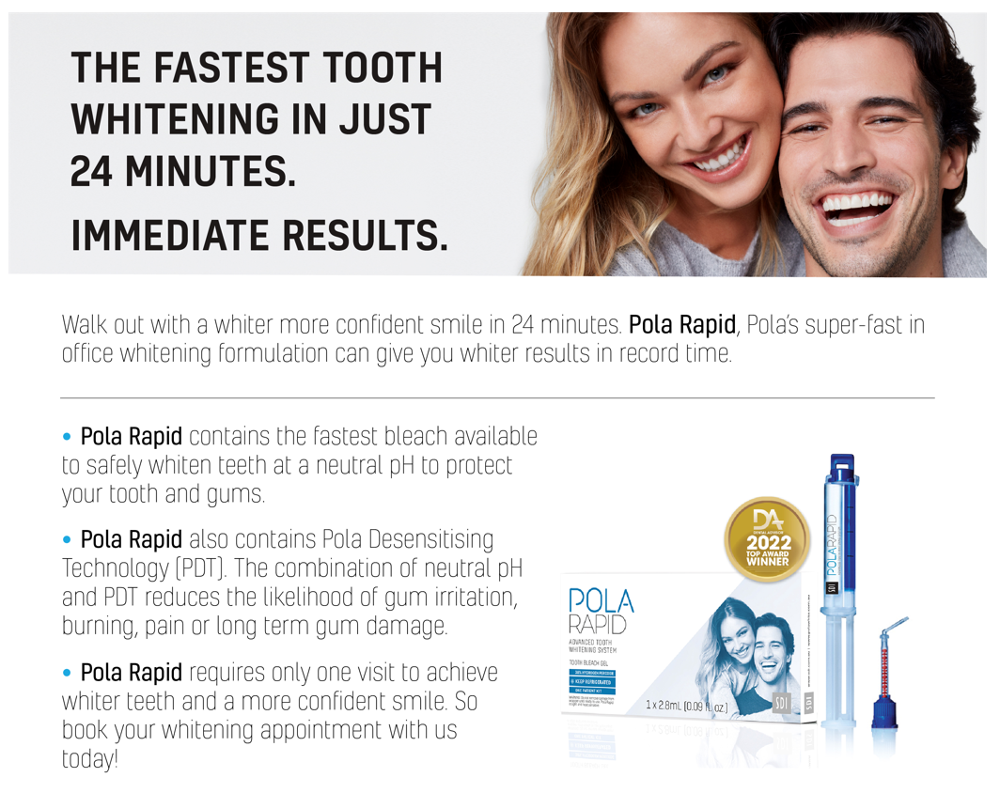 THE FASTEST TOOTH
WHITENING IN JUST
24 MINUTES.
IMMEDIATE RESULTS.
Walk out with a whiter more confident smile in 24 minutes. Pola Rapid, Pola's super-fast in
office whitening formulation can give you whiter results in record time.
• Pola Rapid contains the fastest bleach available
to safely whiten teeth at a neutral pH to protect
your tooth and gums.
• Pola Rapid also contains Pola Desensitising
Technology (PDT). The combination of neutral pH
and PDT reduces the likelihood of gum irritation,
burning, pain or long term gum damage.
• Pola Rapid requires only one visit to achieve
whiter teeth and a more confident smile. So
book your whitening appointment with us
today!
DA
DENTAL ADVISOR
2022
TOP AWARD
WINNER
POLA
RAPID
ADVANCED TOOTH
WHITENING SYSTEM
TOOTH BLEACH GEL
KEEP REFRIGERATED
ONE PATIENT KIT
1 x 2.8mL [0.09 fl. oz.]
SDI
SDI
POLARAPID
SDI